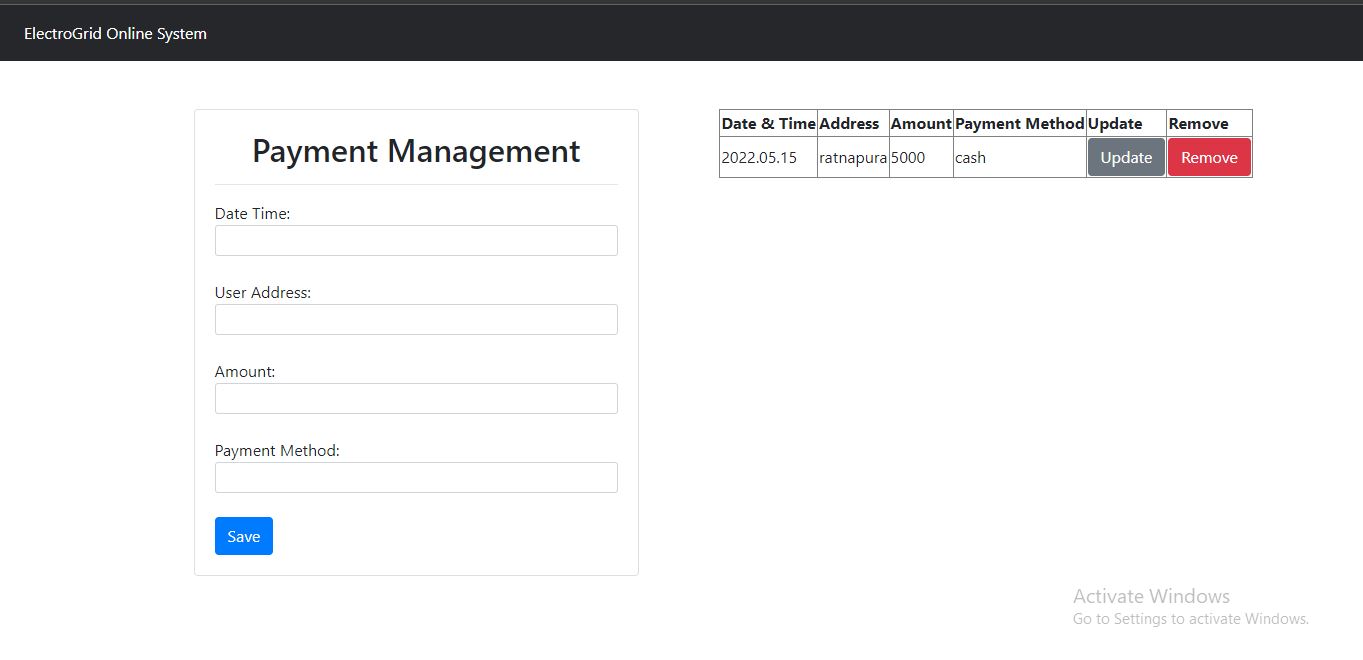 ElectroGrid Online System
Payment Management
Date Time:
User Address:
Amount:
Payment Method:
Save
Date & Time Address Amount Payment Method Update Remove
2022.05.15 ratnapura 5000 cash Update Remove
Activate Windows
Go to Settings to activate Windows.